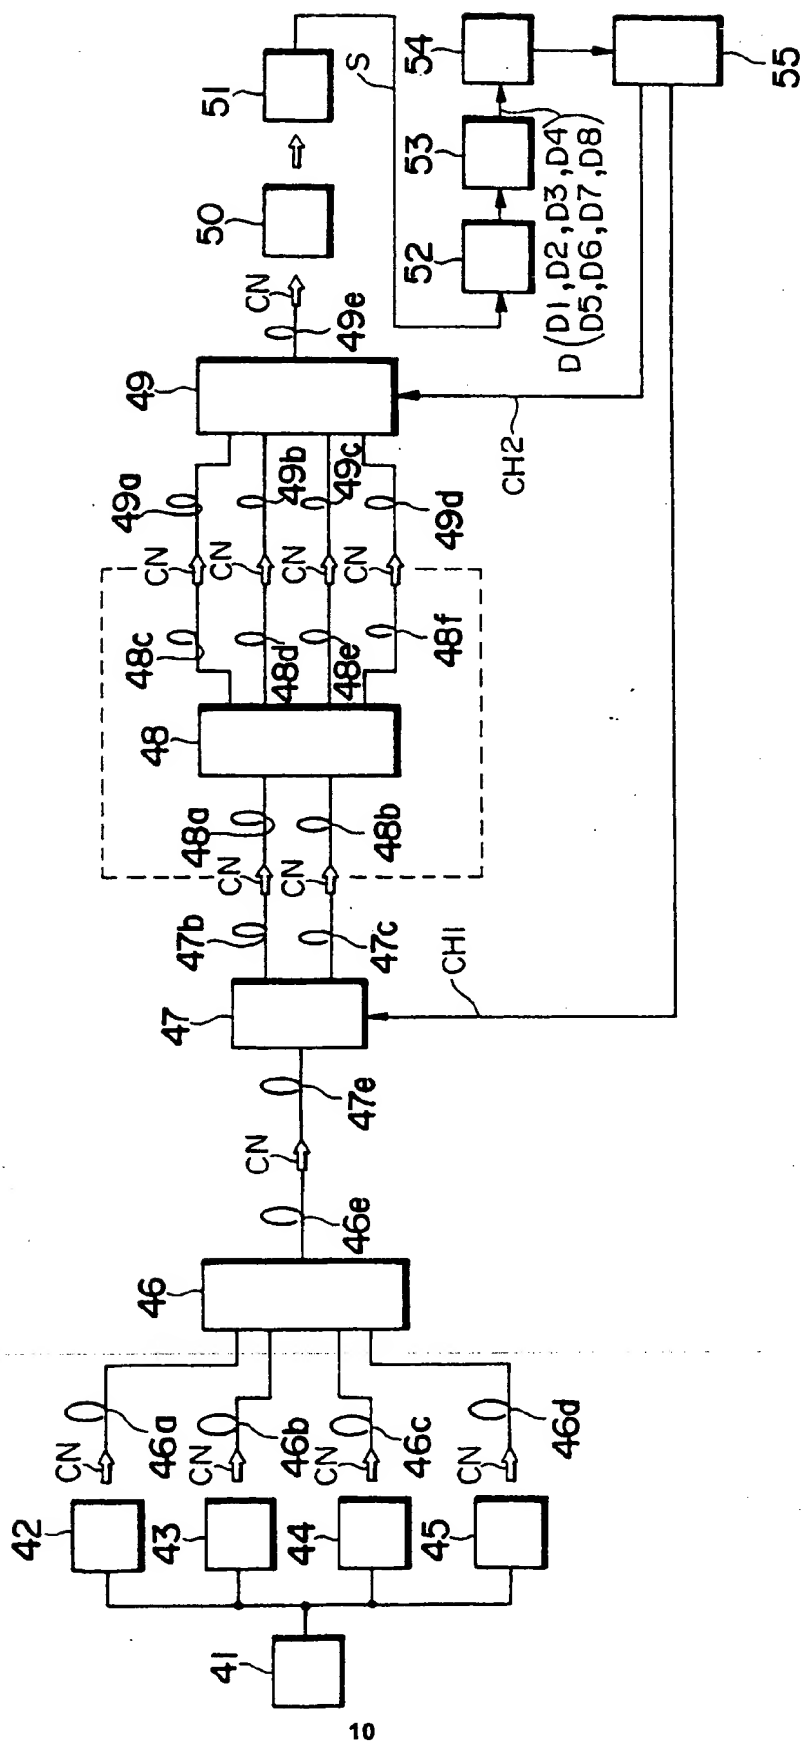 41
42
43
44
45
CN
CN
CN
CN
46a
46b
46c
46d
46
46e
CN
47e
47
CH1
47b
47c
CN
CN
48a
48b
48
48c
48d
48e
48f
CN
CN
CN
CN
49a
49b
49c
49d
49
CH2
49e
CN
50
51
S
52
53
54
D(D1,D2,D3,D4
D5,D6,D7,D8)
55
10